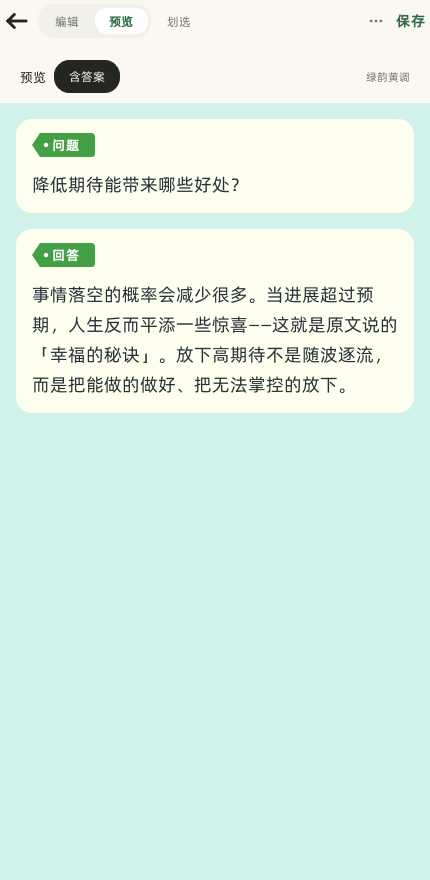 编辑 预览 划选 ··· 保存
预览 含答案 绿韵黄调
• 问题
降低期待能带来哪些好处？
• 回答
事情落空的概率会减少很多。当进展超过预
期，人生反而平添一些惊喜——这就是原文说的
「幸福的秘诀」。放下高期待不是随波逐流，
而是把能做的做好、把无法掌控的放下。